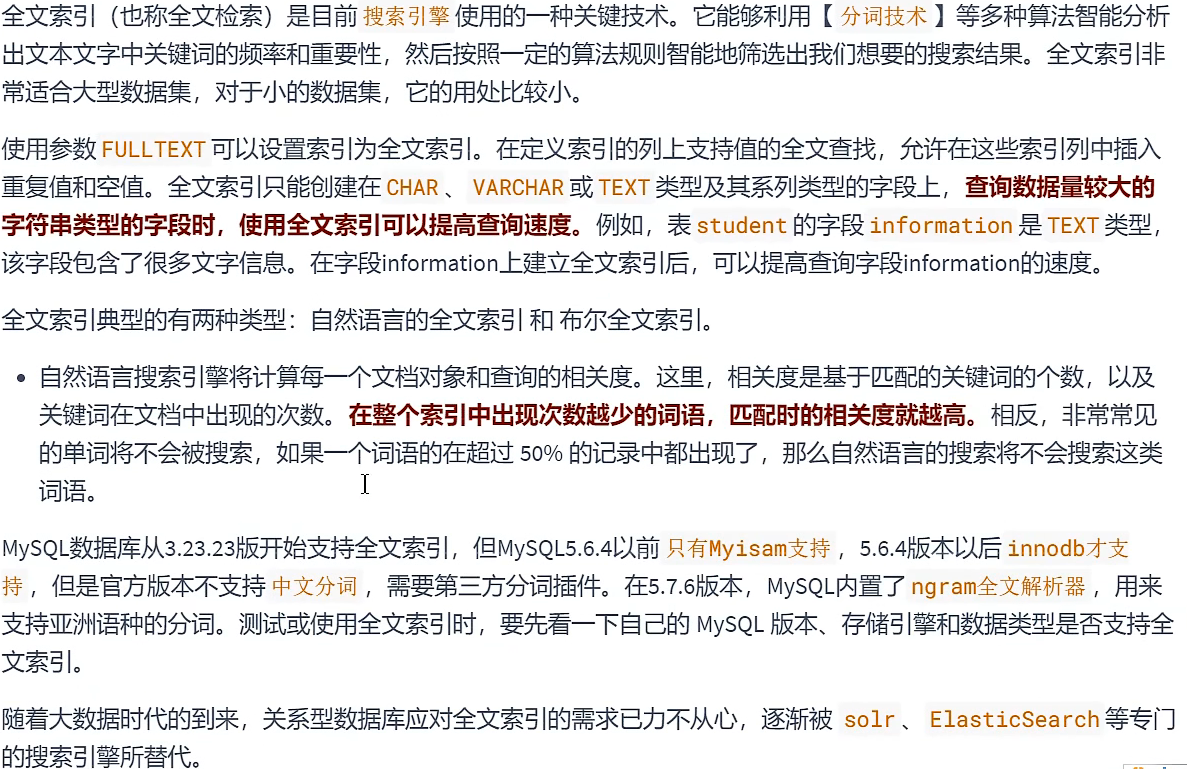 全文索引（也称全文检索）是目前 搜索引擎 使用的一种关键技术。它能够利用【 分词技术 】等多种算法智能分析
出文本文字中关键词的频率和重要性，然后按照一定的算法规则智能地筛选出我们想要的搜索结果。全文索引非
常适合大型数据集，对于小的数据集，它的用处比较小。
使用参数 FULLTEXT 可以设置索引为全文索引。在定义索引的列上支持值的全文查找，允许在这些索引列中插入
重复值和空值。全文索引只能创建在 CHAR 、 VARCHAR 或 TEXT 类型及其系列类型的字段上，查询数据量较大的
字符串类型的字段时，使用全文索引可以提高查询速度。例如，表 student 的字段 information 是 TEXT 类型，
该字段包含了很多文字信息。在字段information上建立全文索引后，可以提高查询字段information的速度。
全文索引典型的有两种类型：自然语言的全文索引 和 布尔全文索引。
• 自然语言搜索引擎将计算每一个文档对象和查询的相关度。这里，相关度是基于匹配的关键词的个数，以及
关键词在文档中出现的次数。在整个索引中出现次数越少的词语，匹配时的相关度就越高。相反，非常常见
的单词将不会被搜索，如果一个词语的在超过 50% 的记录中都出现了，那么自然语言的搜索将不会搜索这类
词语。
MySQL数据库从3.23.23版开始支持全文索引，但MySQL5.6.4以前 只有Myisam支持 ，5.6.4版本以后 innodb才支
持 ，但是官方版本不支持 中文分词 ，需要第三方分词插件。在5.7.6版本，MySQL内置了 ngram全文解析器 ，用来
支持亚洲语种的分词。测试或使用全文索引时，要先看一下自己的 MySQL 版本、存储引擎和数据类型是否支持全
文索引。
随着大数据时代的到来，关系型数据库应对全文索引的需求已力不从心，逐渐被 solr 、 ElasticSearch 等专门
的搜索引擎所替代。